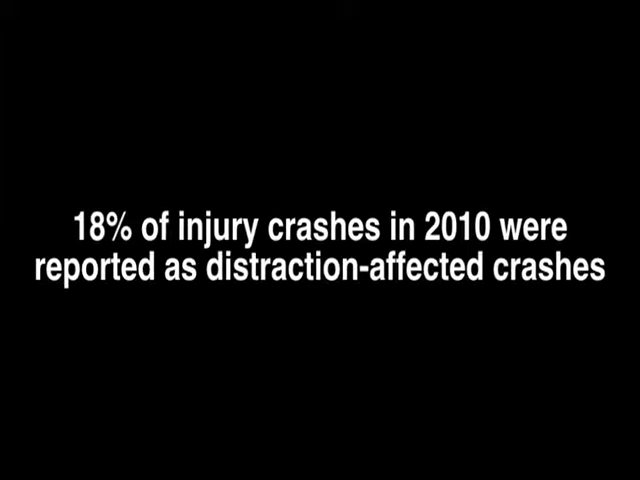 18% of injury crashes in 2010 were
reported as distraction-affected crashes